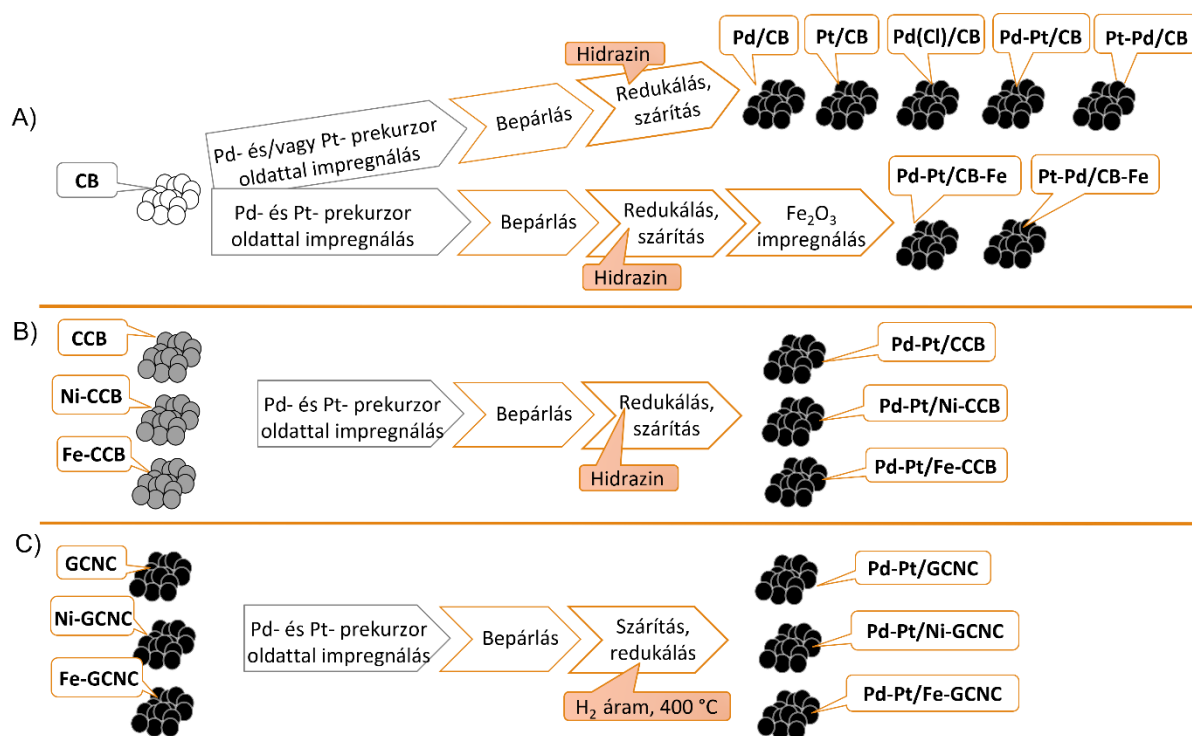 A)
CB
Pd- és/vagy Pt- prekurzor
oldattal impregnálás
Bepárlás
Hidrazin
Redukálás,
szárítás
Pd/CB
Pt/CB
Pd(Cl)/CB
Pd-Pt/CB
Pt-Pd/CB
Pd- és Pt- prekurzor
oldattal impregnálás
Bepárlás
Redukálás,
szárítás
Hidrazin
Fe₂O₃
impregnálás
Pd-Pt/CB-Fe
Pt-Pd/CB-Fe
B)
CCB
Ni-CCB
Fe-CCB
Pd- és Pt- prekurzor
oldattal impregnálás
Bepárlás
Redukálás,
szárítás
Hidrazin
Pd-Pt/CCB
Pd-Pt/Ni-CCB
Pd-Pt/Fe-CCB
C)
GCNC
Ni-GCNC
Fe-GCNC
Pd- és Pt- prekurzor
oldattal impregnálás
Bepárlás
Szárítás,
redukálás
H₂ áram, 400 °C
Pd-Pt/GCNC
Pd-Pt/Ni-GCNC
Pd-Pt/Fe-GCNC